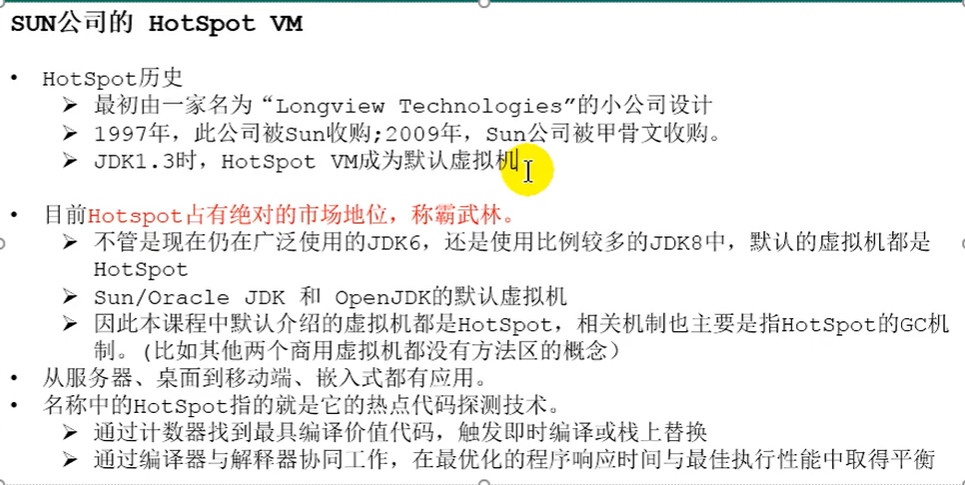 SUN公司的 HotSpot VM
• HotSpot历史
➤ 最初由一家名为“Longview Technologies”的小公司设计
➤ 1997年，此公司被Sun收购;2009年，Sun公司被甲骨文收购。
➤ JDK1.3时，HotSpot VM成为默认虚拟机
• 目前Hotspot占有绝对的市场地位，称霸武林。
➤ 不管是现在仍在广泛使用的JDK6，还是使用比例较多的JDK8中，默认的虚拟机都是
HotSpot
➤ Sun/Oracle JDK 和 OpenJDK的默认虚拟机
➤ 因此本课程中默认介绍的虚拟机都是HotSpot，相关机制也主要是指HotSpot的GC机
制。(比如其他两个商用虚拟机都没有方法区的概念）
• 从服务器、桌面到移动端、嵌入式都有应用。
• 名称中的HotSpot指的就是它的热点代码探测技术。
➤ 通过计数器找到最具编译价值代码，触发即时编译或栈上替换
➤ 通过编译器与解释器协同工作，在最优化的程序响应时间与最佳执行性能中取得平衡